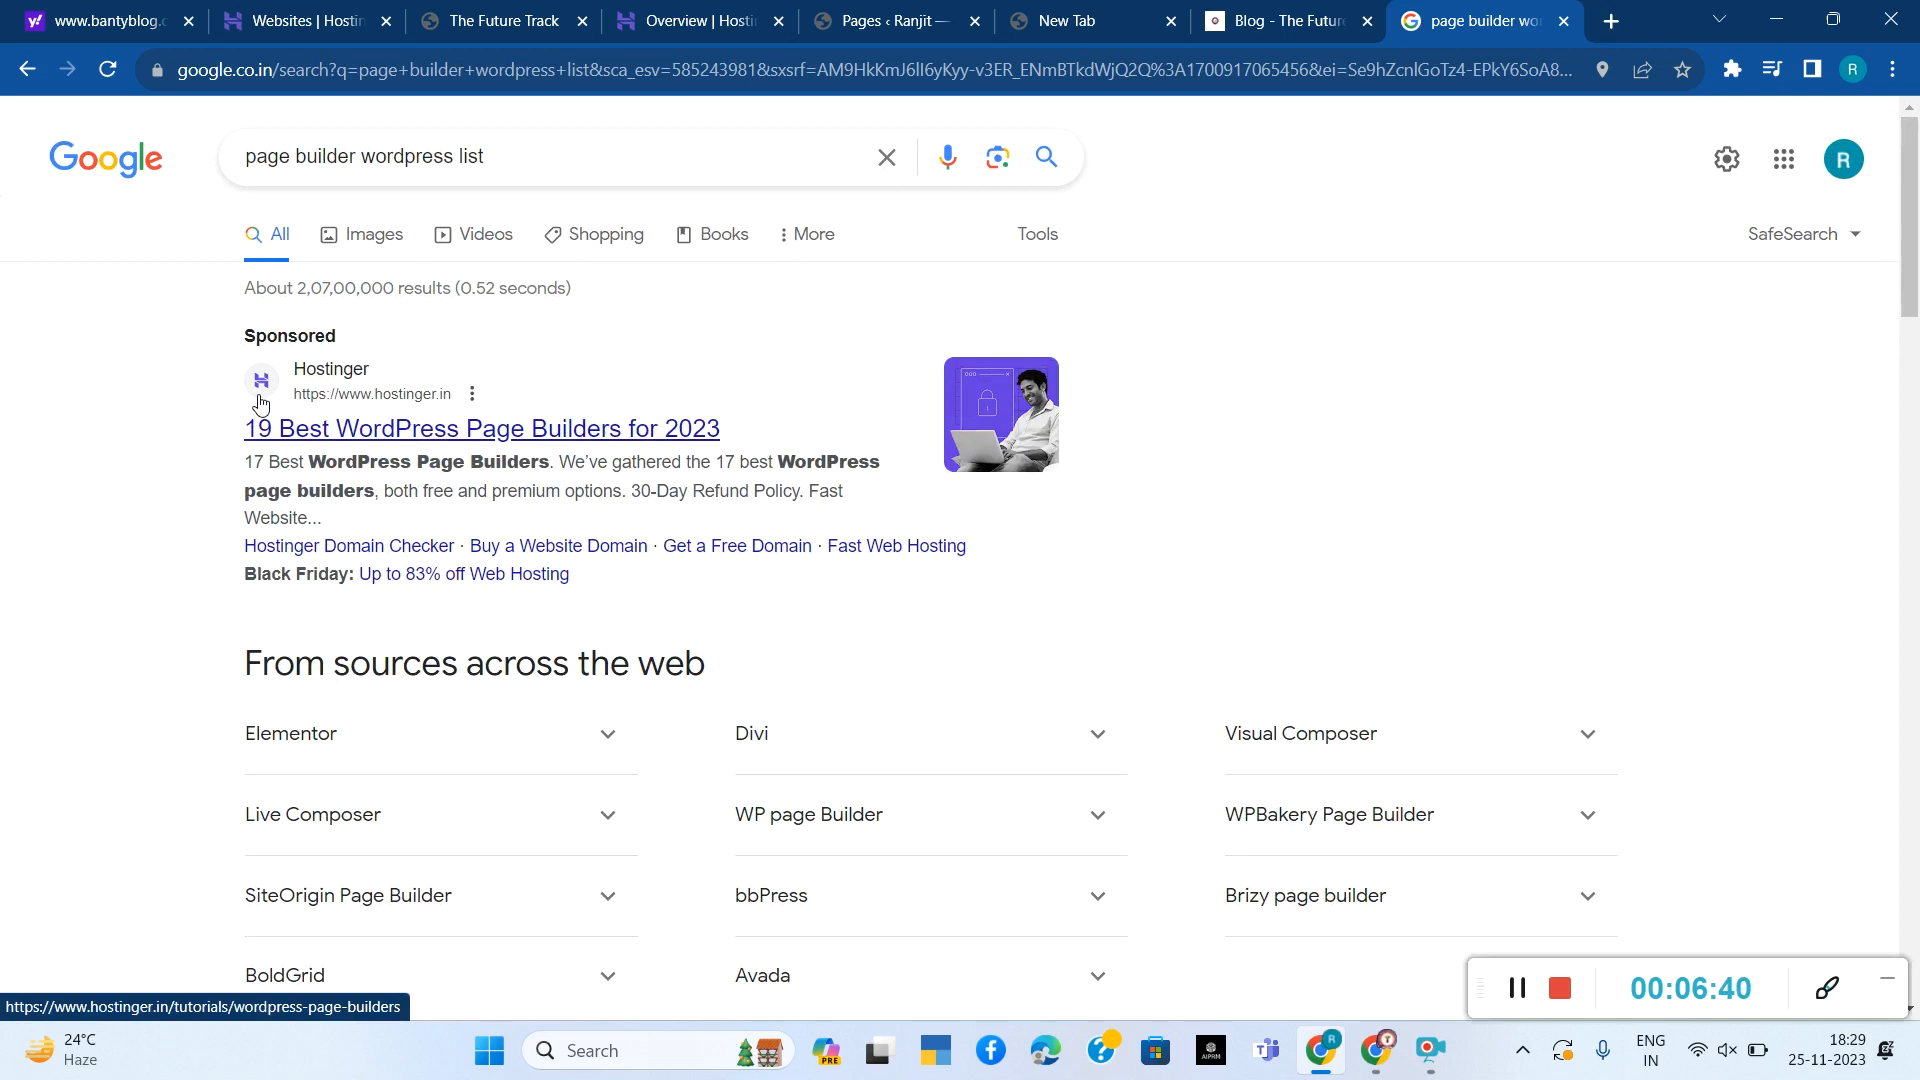 www.bantyblog.c
Websites | Hostin
The Future Track
Overview | Hostin
Pages ‹ Ranjit —
New Tab
Blog - The Future
page builder wo
google.co.in/search?q=page+builder+wordpress+list&sca_esv=585243981&sxsrf=AM9HkKmJ6lI6yKyy-v3ER_ENmBTkdWjQ2Q%3A1700917065456&ei=Se9hZcnlGoTz4-EPkY6SoA8...
R
Google
page builder wordpress list
R
All
Images
Videos
Shopping
Books
More
Tools
SafeSearch
About 2,07,00,000 results (0.52 seconds)
Sponsored
Hostinger
https://www.hostinger.in
19 Best WordPress Page Builders for 2023
17 Best WordPress Page Builders. We've gathered the 17 best WordPress
page builders, both free and premium options. 30-Day Refund Policy. Fast
Website...
Hostinger Domain Checker · Buy a Website Domain · Get a Free Domain · Fast Web Hosting
Black Friday: Up to 83% off Web Hosting
From sources across the web
Elementor
Divi
Visual Composer
Live Composer
WP page Builder
WPBakery Page Builder
SiteOrigin Page Builder
bbPress
Brizy page builder
BoldGrid
Avada
00:06:40
https://www.hostinger.in/tutorials/wordpress-page-builders
24°C
Haze
Search
PRE
AIPRM
R
T
ENG
IN
18:29
25-11-2023